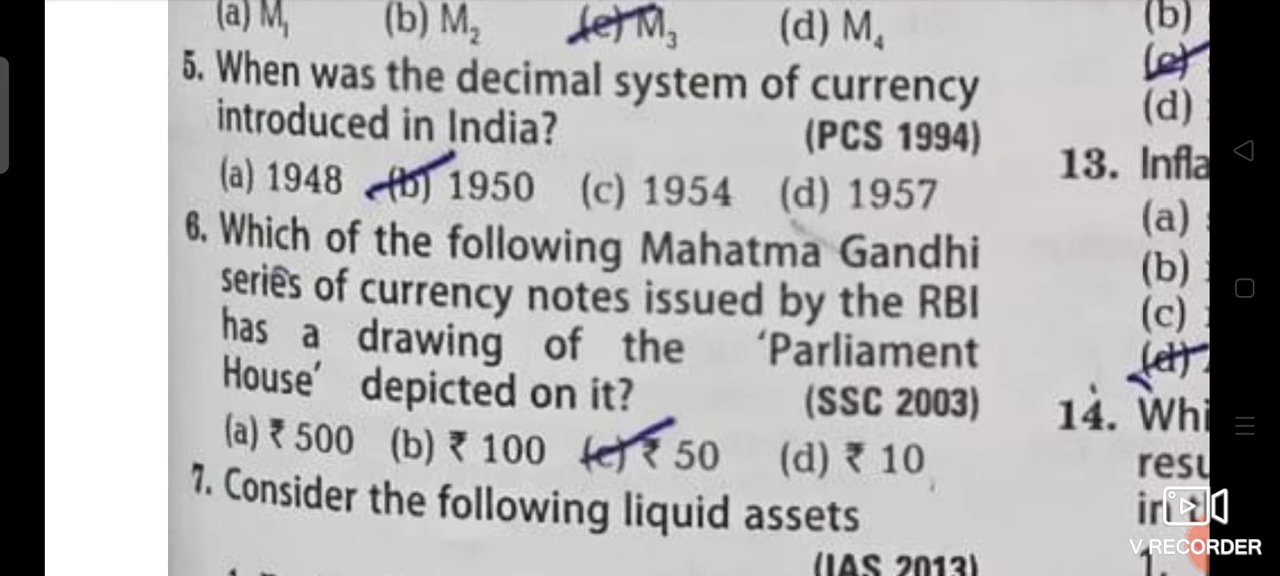 (a) M₁ (b) M₂ (c) M₃ (d) M₄
5. When was the decimal system of currency
introduced in India? (PCS 1994)
(a) 1948 (b) 1950 (c) 1954 (d) 1957
6. Which of the following Mahatma Gandhi
series of currency notes issued by the RBI
has a drawing of the ‘Parliament
House’ depicted on it? (SSC 2003)
(a) ₹ 500 (b) ₹ 100 (c) ₹ 50 (d) ₹ 10
7. Consider the following liquid assets
(IAS 2013)
(b)
(c)
(d)
13. Infla
(a)
(b)
(c)
(d)
14. Whi
resu
in t
1.
V RECORDER